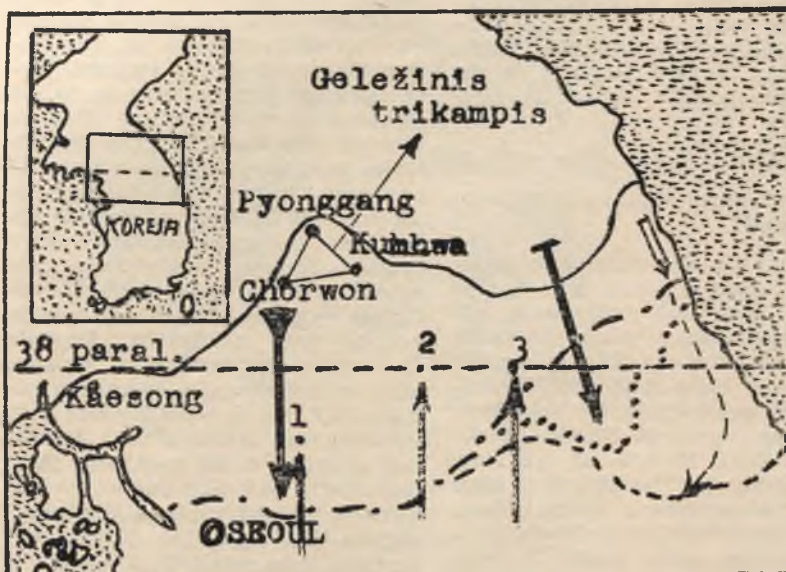 Geležinis
trikampis
KOREJA
Pyonggang
Kumhwa
Chorwon
38 paral.
2
3
Kaesong
1
SEOUL